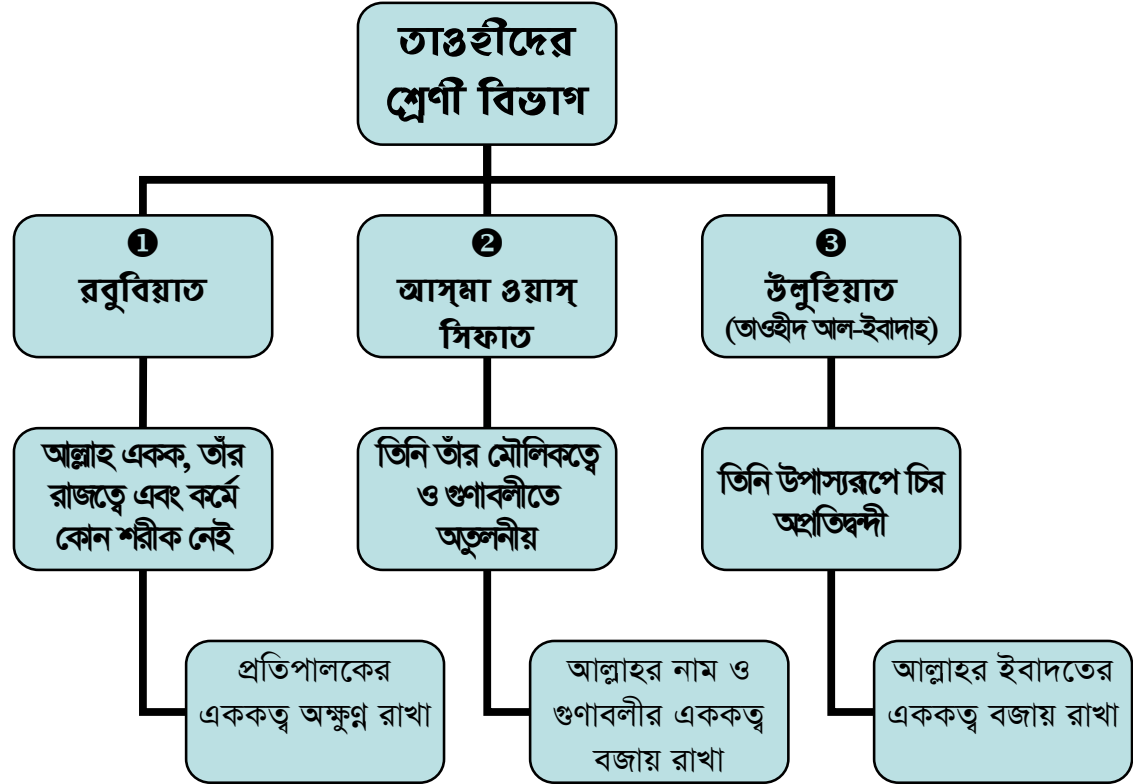 তাওহীদের
শ্রেণী বিভাগ
❶
রবুবিয়াত
❷
আস্মা ওয়াস্
সিফাত
❸
উলুহিয়াত
(তাওহীদ আল-ইবাদাহ)
আল্লাহ একক, তাঁর
রাজত্বে এবং কর্মে
কোন শরীক নেই
তিনি তাঁর মৌলিকত্বে
ও গুণাবলীতে
অতুলনীয়
তিনি উপাস্যরূপে চির
অপ্রতিদ্বন্দী
প্রতিপালকের
এককত্ব অক্ষুণ্ন রাখা
আল্লাহর নাম ও
গুণাবলীর এককত্ব
বজায় রাখা
আল্লাহর ইবাদতের
এককত্ব বজায় রাখা